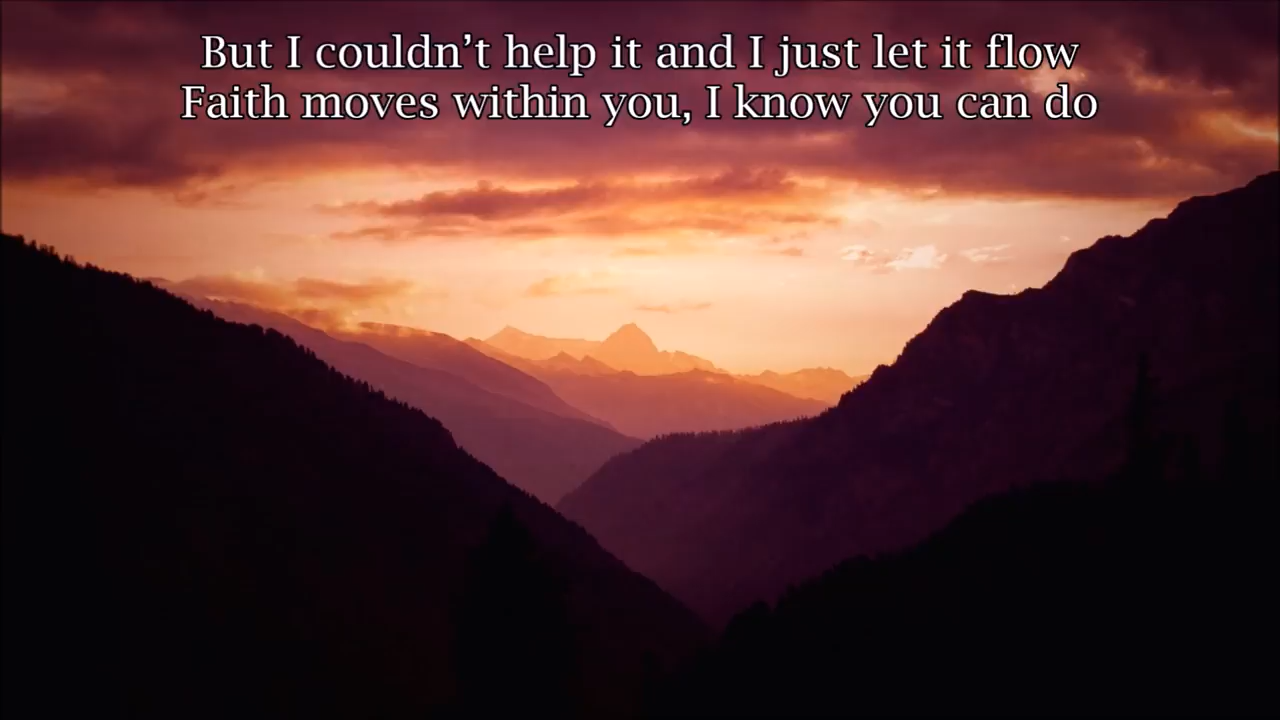 But I couldn’t help it and I just let it flow
Faith moves within you, I know you can do